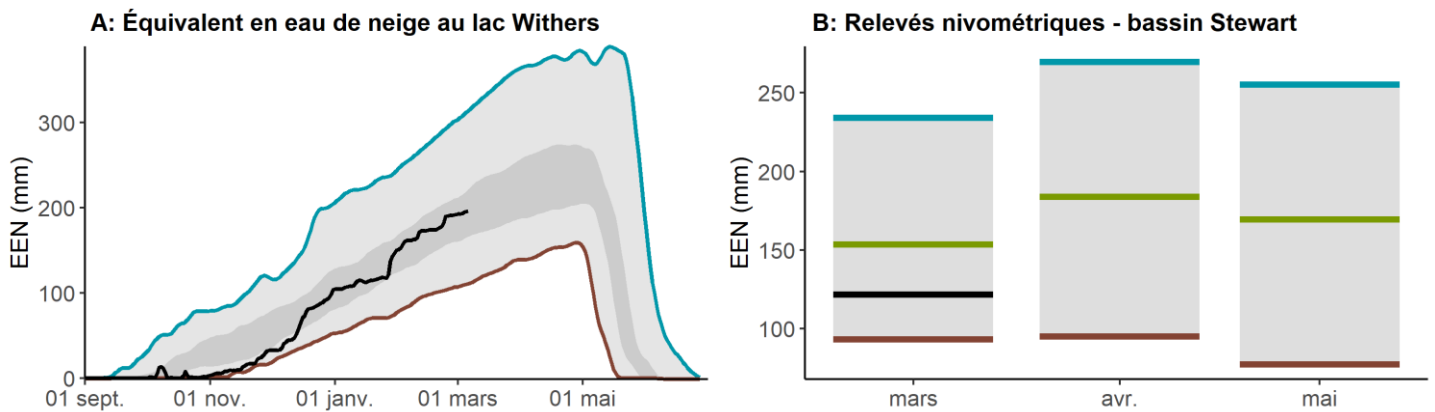 A: Équivalent en eau de neige au lac Withers
EEN (mm)
300
200
100
0
01 sept.
01 nov.
01 janv.
01 mars
01 mai
B: Relevés nivométriques - bassin Stewart
EEN (mm)
250
200
150
100
mars
avr.
mai